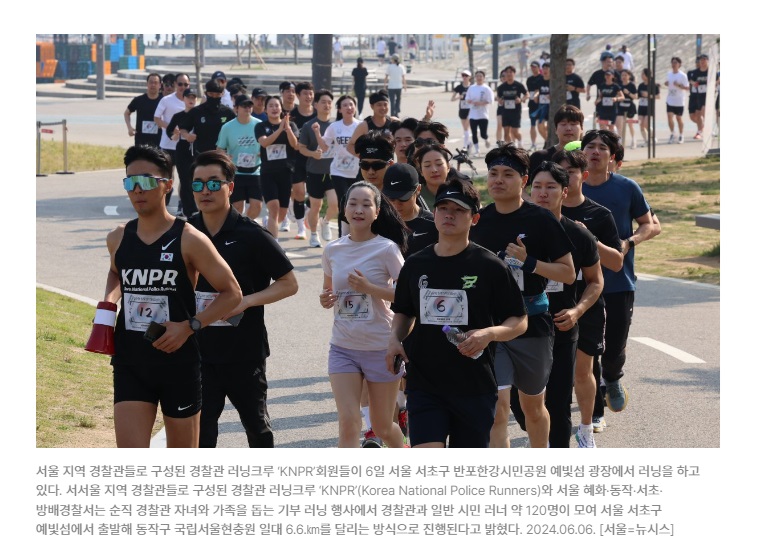 KNPR
Korea National Police Runners
12
15
6
서울 지역 경찰관들로 구성된 경찰관 러닝크루 ‘KNPR’회원들이 6일 서울 서초구 반포한강시민공원 예빛섬 광장에서 러닝을 하고
있다. 서서울 지역 경찰관들로 구성된 경찰관 러닝크루 ‘KNPR’(Korea National Police Runners)와 서울 혜화·동작·서초·
방배경찰서는 순직 경찰관 자녀와 가족을 돕는 기부 러닝 행사에서 경찰관과 일반 시민 러너 약 120명이 모여 서울 서초구
예빛섬에서 출발해 동작구 국립서울현충원 일대 6.6.㎞를 달리는 방식으로 진행된다고 밝혔다. 2024.06.06. [서울=뉴시스]